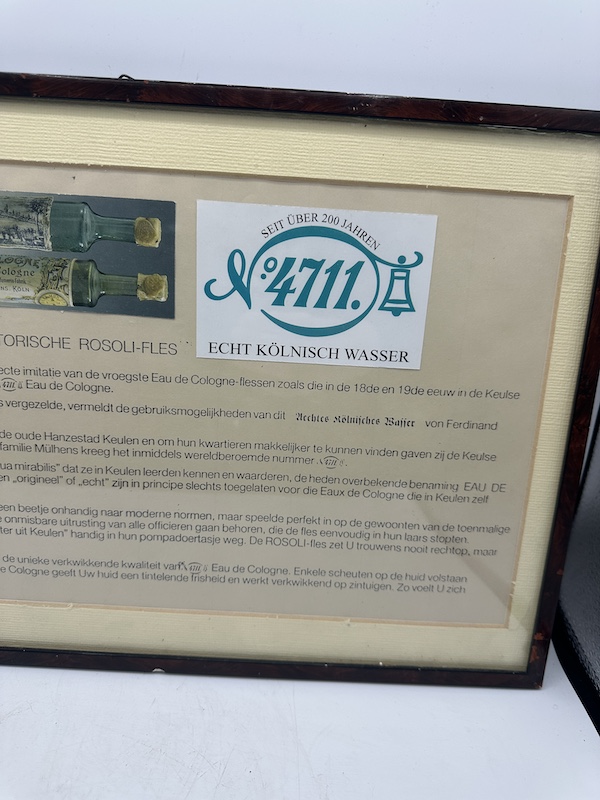 Cologne
KÖLN
SEIT ÜBER 200 JAHREN
No 4711.
ECHT KÖLNISCH WASSER
TORISCHE ROSOLI-FLES
ecte imitatie van de vroegste Eau de Cologne-flessen zoals die in de 18de en 19de eeuw in de Keulse
4711 Eau de Cologne.
s vergezelde, vermeldt de gebruiksmogelijkheden van dit Aechtes Kölnisches Wasser von Ferdinand
de oude Hanzestad Keulen en om hun kwartieren makkelijker te kunnen vinden gaven zij de Keulse
familie Mülhens kreeg het inmiddels wereldberoemde nummer 4711.
ua mirabilis" dat ze in Keulen leerden kennen en waarderen, de heden overbekende benaming EAU DE
en „origineel" of „echt" zijn in principe slechts toegelaten voor die Eaux de Cologne die in Keulen zelf
een beetje onhandig naar moderne normen, maar speelde perfekt in op de gewoonten van de toenmalige
onmisbare uitrusting van alle officieren gaan behoren, die de fles eenvoudig in hun laars stopten.
ter uit Keulen" handig in hun pompadoertasje weg. De ROSOLI-fles zet U trouwens nooit rechtop, maar
de unieke verkwikkende kwaliteit van 4711 Eau de Cologne. Enkele scheuten op de huid volstaan
e Cologne geeft Uw huid een tintelende frisheid en werkt verkwikkend op zintuigen. Zo voelt U zich